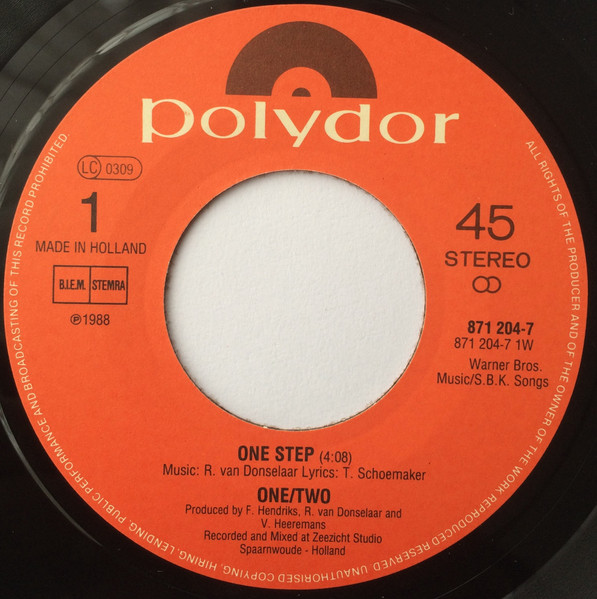 polydor
LC 0309
1
MADE IN HOLLAND
B.I.E.M. STEMRA
℗1988
45
STEREO
871 204-7
871 204-7 1W
Warner Bros.
Music/S.B.K. Songs
ONE STEP (4:08)
Music: R. van Donselaar Lyrics: T. Schoemaker
ONE/TWO
Produced by F. Hendriks, R. van Donselaar and
V. Heeremans
Recorded and Mixed at Zeezicht Studio
Spaarnwoude - Holland
ALL RIGHTS OF THE PRODUCER AND OF THE OWNER OF THE WORK REPRODUCED RESERVED. UNAUTHORISED COPYING, HIRING, LENDING, PUBLIC PERFORMANCE AND BROADCASTING OF THIS RECORD PROHIBITED.